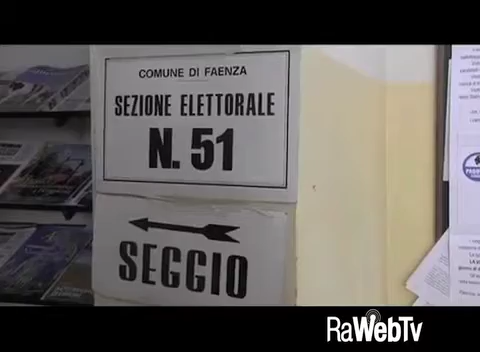 COMUNE DI FAENZA
SEZIONE ELETTORALE
N. 51
SEGGIO
RaWebTv